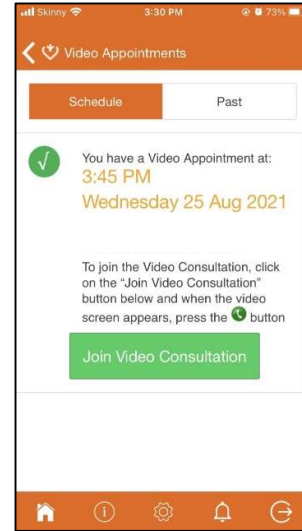 Skinny 3:30 PM 73%
Video Appointments
Schedule Past
You have a Video Appointment at:
3:45 PM
Wednesday 25 Aug 2021
To join the Video Consultation, click
on the “Join Video Consultation”
button below and when the video
screen appears, press the button
Join Video Consultation